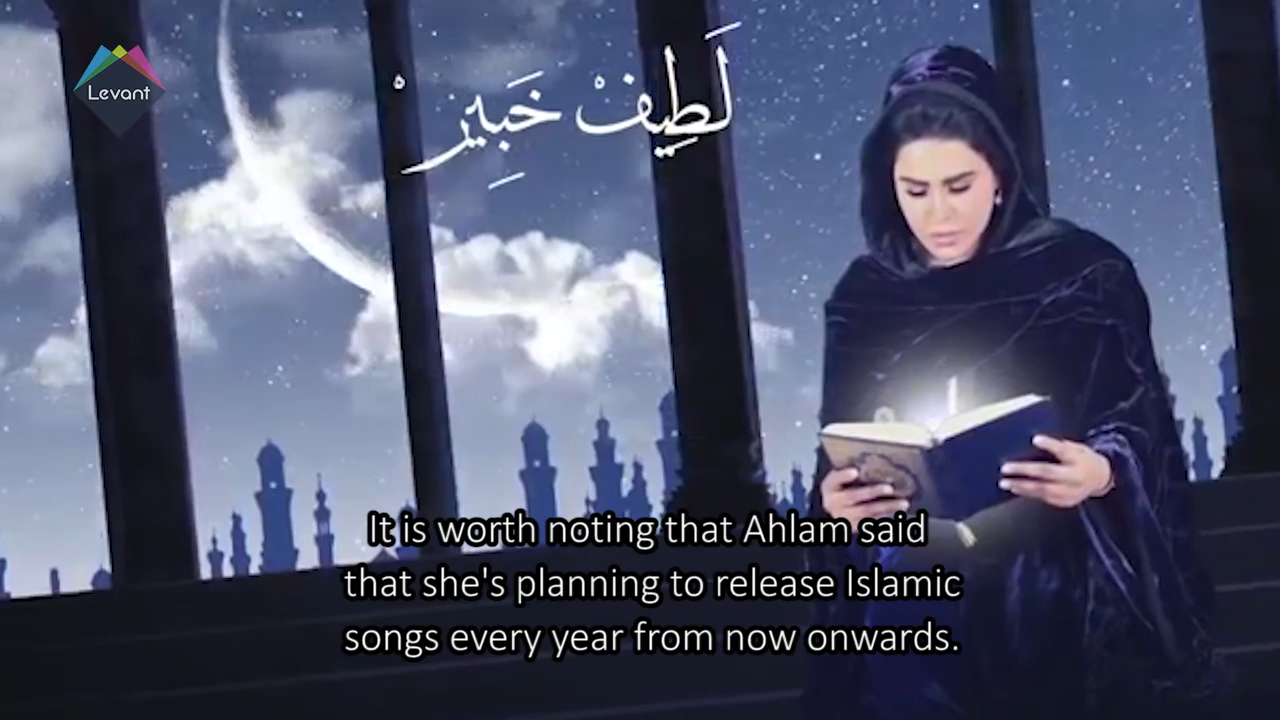 Levant
لَطِيفْ خَبِيرِْ
It is worth noting that Ahlam said
that she's planning to release Islamic
songs every year from now onwards.